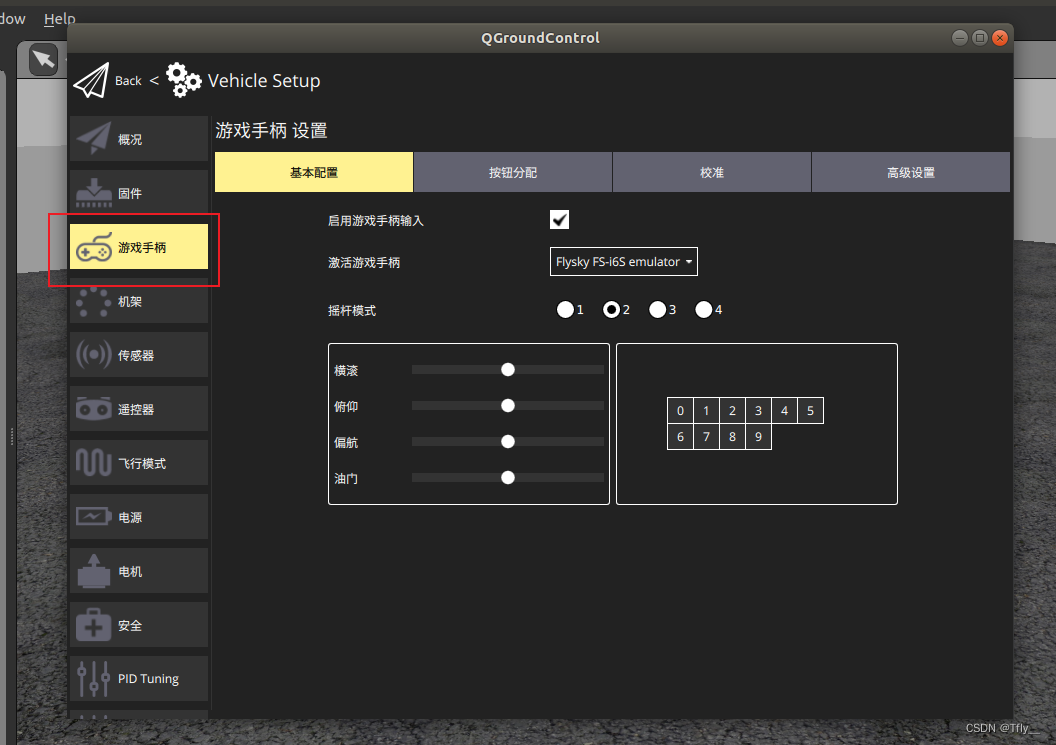 dow Help
QGroundControl
Back < Vehicle Setup
游戏手柄 设置
概况
固件
游戏手柄
机架
传感器
遥控器
飞行模式
电源
电机
安全
PID Tuning
基本配置 按钮分配 校准 高级设置
启用游戏手柄输入
激活游戏手柄 Flysky FS-i6S emulator
摇杆模式 1 2 3 4
横滚
俯仰
偏航
油门
0 1 2 3 4 5
6 7 8 9
CSDN @Tfly__